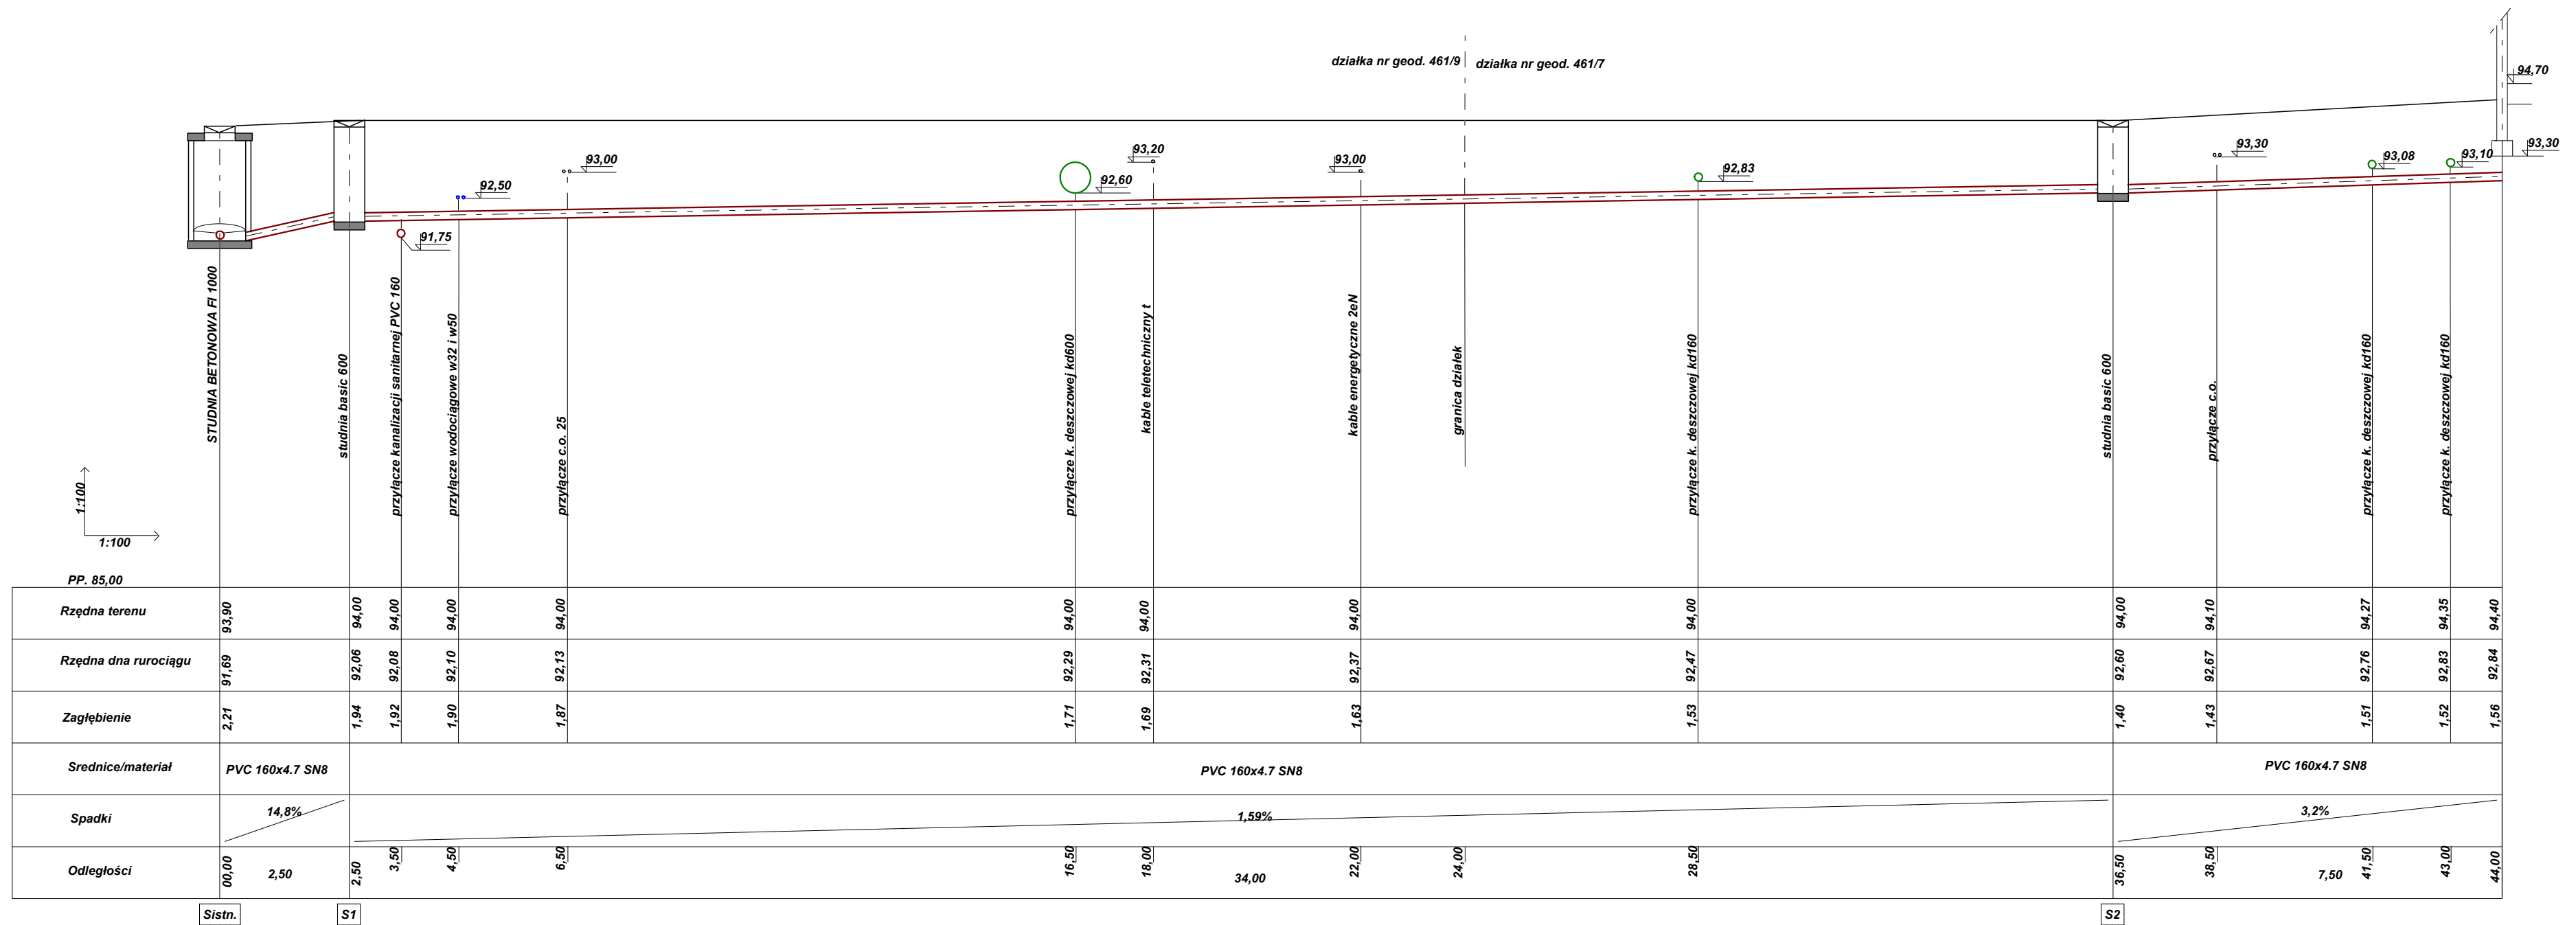 działka nr geod. 461/9
działka nr geod. 461/7
94,70
93,30
93,00
93,20
92,60
93,00
92,83
93,30
93,08
93,10
92,50
91,75
STUDNIA BETONOWA FI 1000
studnia basic 600
przyłącze kanalizacji sanitarnej PVC 160
przyłącze wodociągowe w32 i w50
przyłącze c.o. 25
przyłącze k. deszczowej kd600
kable teletechniczny t
kable energetyczne 2eN
granica działek
przyłącze k. deszczowej kd160
studnia basic 600
przyłącze c.o.
przyłącze k. deszczowej kd160
przyłącze k. deszczowej kd160
1:100
1:100
PP. 85,00
Rzędna terenu 93,90 94,00 94,00 94,00 94,00 94,00 94,00 94,00 94,00 94,00 94,10 94,27 94,35 94,40
Rzędna dna rurociągu 91,69 92,06 92,08 92,10 92,13 92,29 92,31 92,37 92,47 92,60 92,67 92,76 92,83 92,84
Zagłębienie 2,21 1,94 1,92 1,90 1,87 1,71 1,69 1,63 1,53 1,40 1,43 1,51 1,52 1,56
Srednice/materiał PVC 160x4.7 SN8 PVC 160x4.7 SN8 PVC 160x4.7 SN8
Spadki 14,8% 1,59% 3,2%
Odległości 00,00 2,50 2,50 3,50 4,50 6,50 16,50 18,00 34,00 22,00 24,00 28,50 36,50 38,50 7,50 41,50 43,00 44,00
Sistn. S1 S2